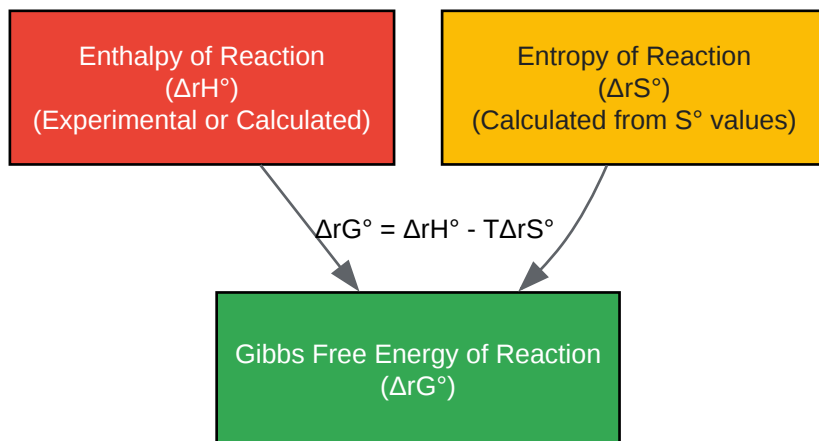 Enthalpy of Reaction
(ΔrH°)
(Experimental or Calculated)
Entropy of Reaction
(ΔrS°)
(Calculated from S° values)
ΔrG° = ΔrH° - TΔrS°
Gibbs Free Energy of Reaction
(ΔrG°)